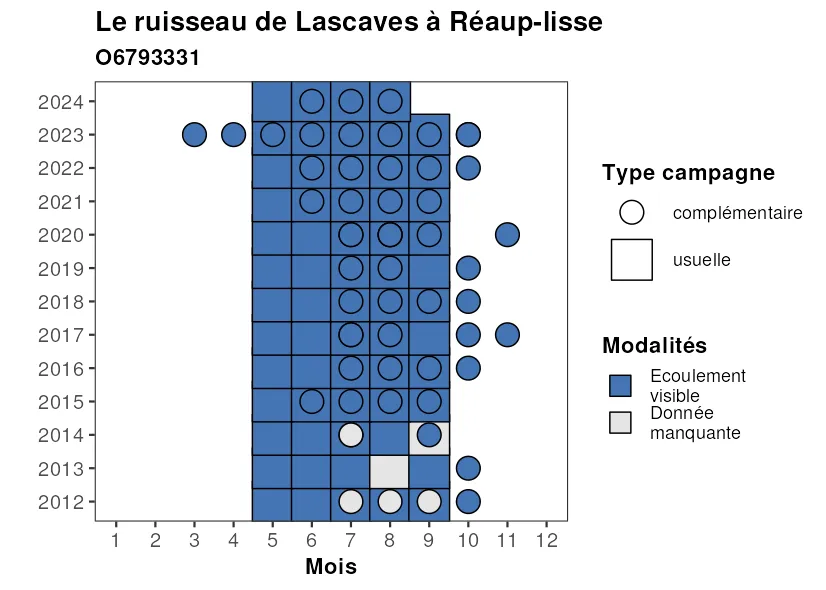 Le ruisseau de Lascaves à Réaup-lisse
O6793331
2024
2023
2022
2021
2020
2019
2018
2017
2016
2015
2014
2013
2012
1 2 3 4 5 6 7 8 9 10 11 12
Mois
Type campagne
complémentaire
usuelle
Modalités
Ecoulement
visible
Donnée
manquante